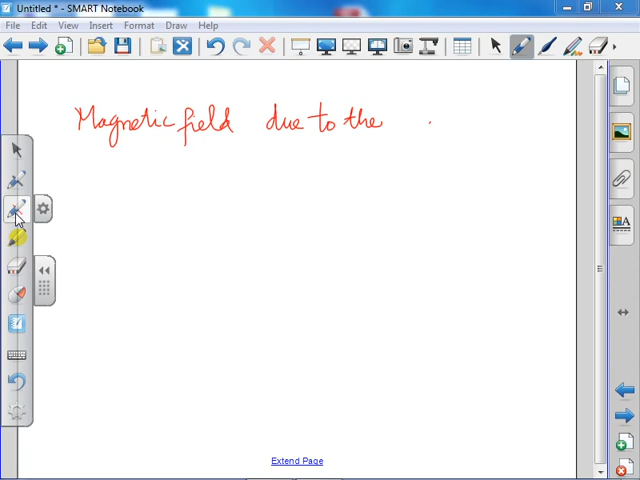 Untitled * - SMART Notebook
File Edit View Insert Format Draw Help
Magnetic field due to the
Extend Page